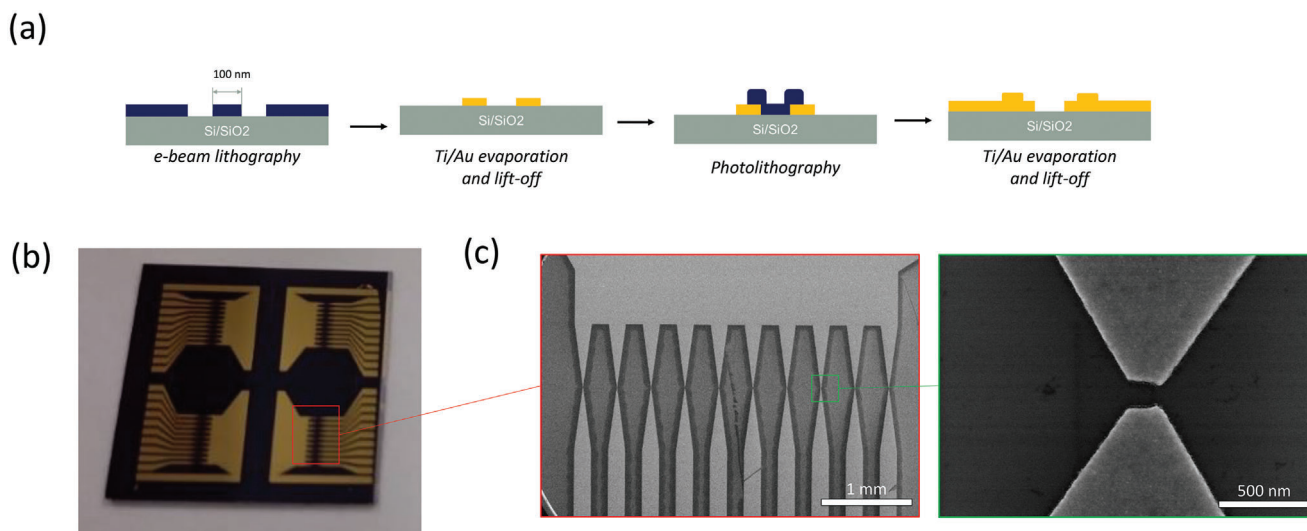 (a)
100 nm
Si/SiO2
Si/SiO2
Si/SiO2
Si/SiO2
e-beam lithography
Ti/Au evaporation
and lift-off
Photolithography
Ti/Au evaporation
and lift-off
(b)
(c)
1 mm
500 nm